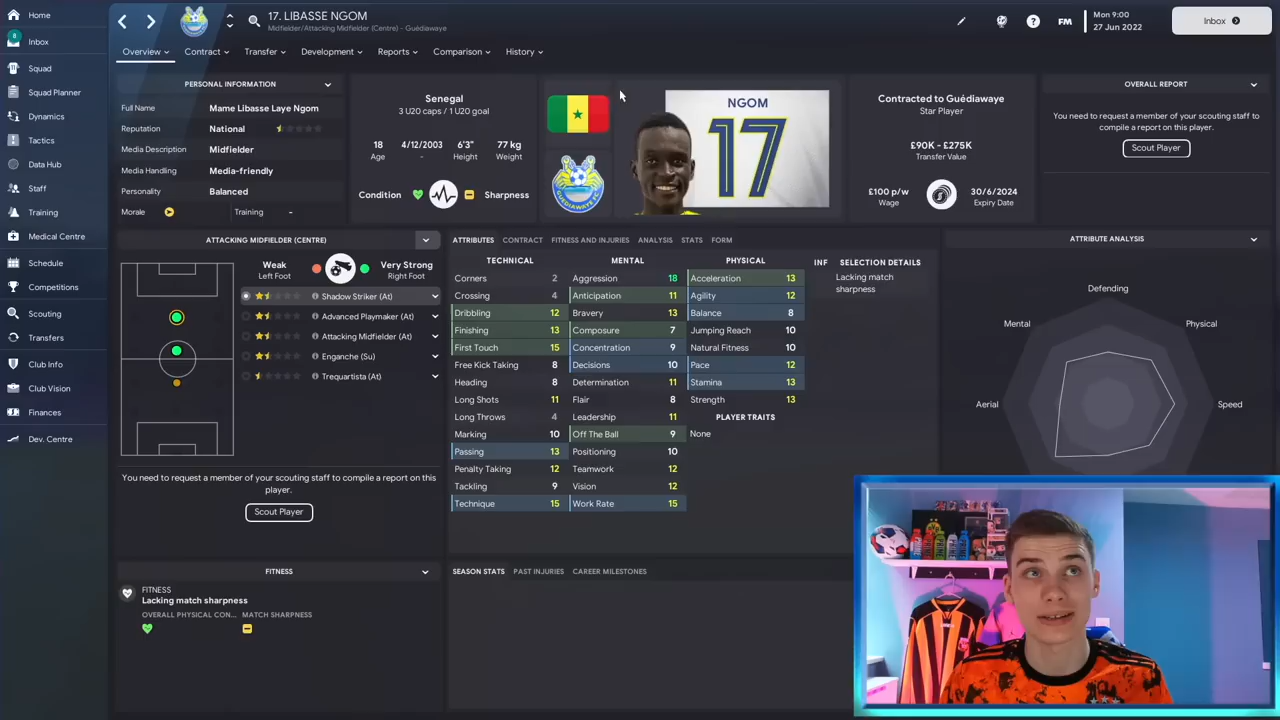 Home
8
Inbox
Squad
Squad Planner
Dynamics
Tactics
Data Hub
Staff
Training
Medical Centre
Schedule
Competitions
Scouting
Transfers
Club Info
Club Vision
Finances
Dev. Centre
17. LIBASSE NGOM
Midfielder/Attacking Midfielder (Centre) - Guédiawaye
? FM
Mon 9:00
27 Jun 2022
Inbox
Overview Contract Transfer Development Reports Comparison History
PERSONAL INFORMATION
Full Name Mame Libasse Laye Ngom
Reputation National
Media Description Midfielder
Media Handling Media-friendly
Personality Balanced
Morale Training -
Senegal
3 U20 caps / 1 U20 goal
18 4/12/2003 6'3" 77 kg
Age - Height Weight
Condition Sharpness
GUÉDIAWAYE FC
NGOM
17
Contracted to Guédiawaye
Star Player
£90K - £275K
Transfer Value
£100 p/w 30/6/2024
Wage Expiry Date
OVERALL REPORT
You need to request a member of your scouting staff to
compile a report on this player.
Scout Player
ATTACKING MIDFIELDER (CENTRE)
Weak Very Strong
Left Foot Right Foot
Shadow Striker (At)
Advanced Playmaker (At)
Attacking Midfielder (At)
Enganche (Su)
Trequartista (At)
You need to request a member of your scouting staff to compile a report on this
player.
Scout Player
ATTRIBUTES CONTRACT FITNESS AND INJURIES ANALYSIS STATS FORM
TECHNICAL MENTAL PHYSICAL INF SELECTION DETAILS
Corners 2 Aggression 18 Acceleration 13 Lacking match
sharpness
Crossing 4 Anticipation 11 Agility 12
Dribbling 12 Bravery 13 Balance 8
Finishing 13 Composure 7 Jumping Reach 10
First Touch 15 Concentration 9 Natural Fitness 10
Free Kick Taking 8 Decisions 10 Pace 12
Heading 8 Determination 11 Stamina 13
Long Shots 11 Flair 8 Strength 13
Long Throws 4 Leadership 11 PLAYER TRAITS
Marking 10 Off The Ball 9 None
Passing 13 Positioning 10
Penalty Taking 12 Teamwork 12
Tackling 9 Vision 12
Technique 15 Work Rate 15
ATTRIBUTE ANALYSIS
Defending
Mental Physical
Aerial Speed
FITNESS
FITNESS
Lacking match sharpness
OVERALL PHYSICAL CON... MATCH SHARPNESS
SEASON STATS PAST INJURIES CAREER MILESTONES